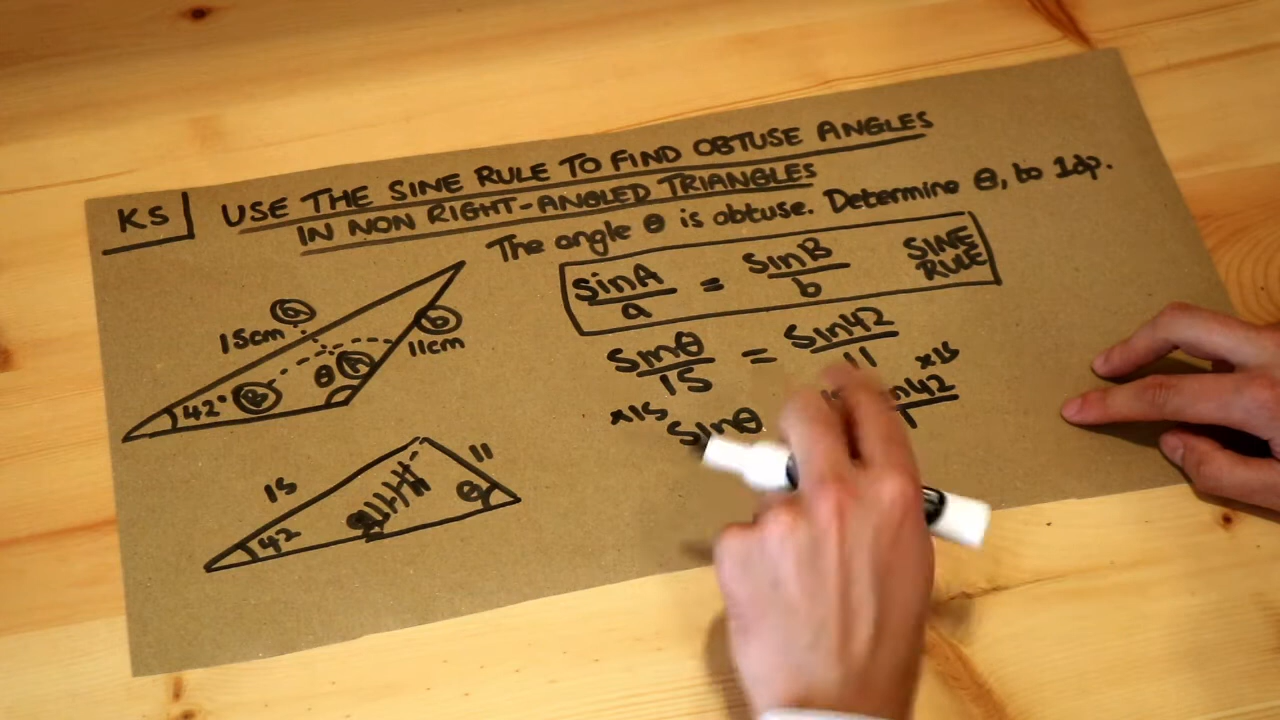 K5
USE THE SINE RULE TO FIND OBTUSE ANGLES
IN NON RIGHT-ANGLED TRIANGLES
The angle θ is obtuse. Determine θ, to 1dp.
sinA/a = sinB/b SINE RULE
15cm a
b 11cm
42° B θ A
sinθ/15 = sin42/11
×15 ×15
sinθ
15 11
42 θ